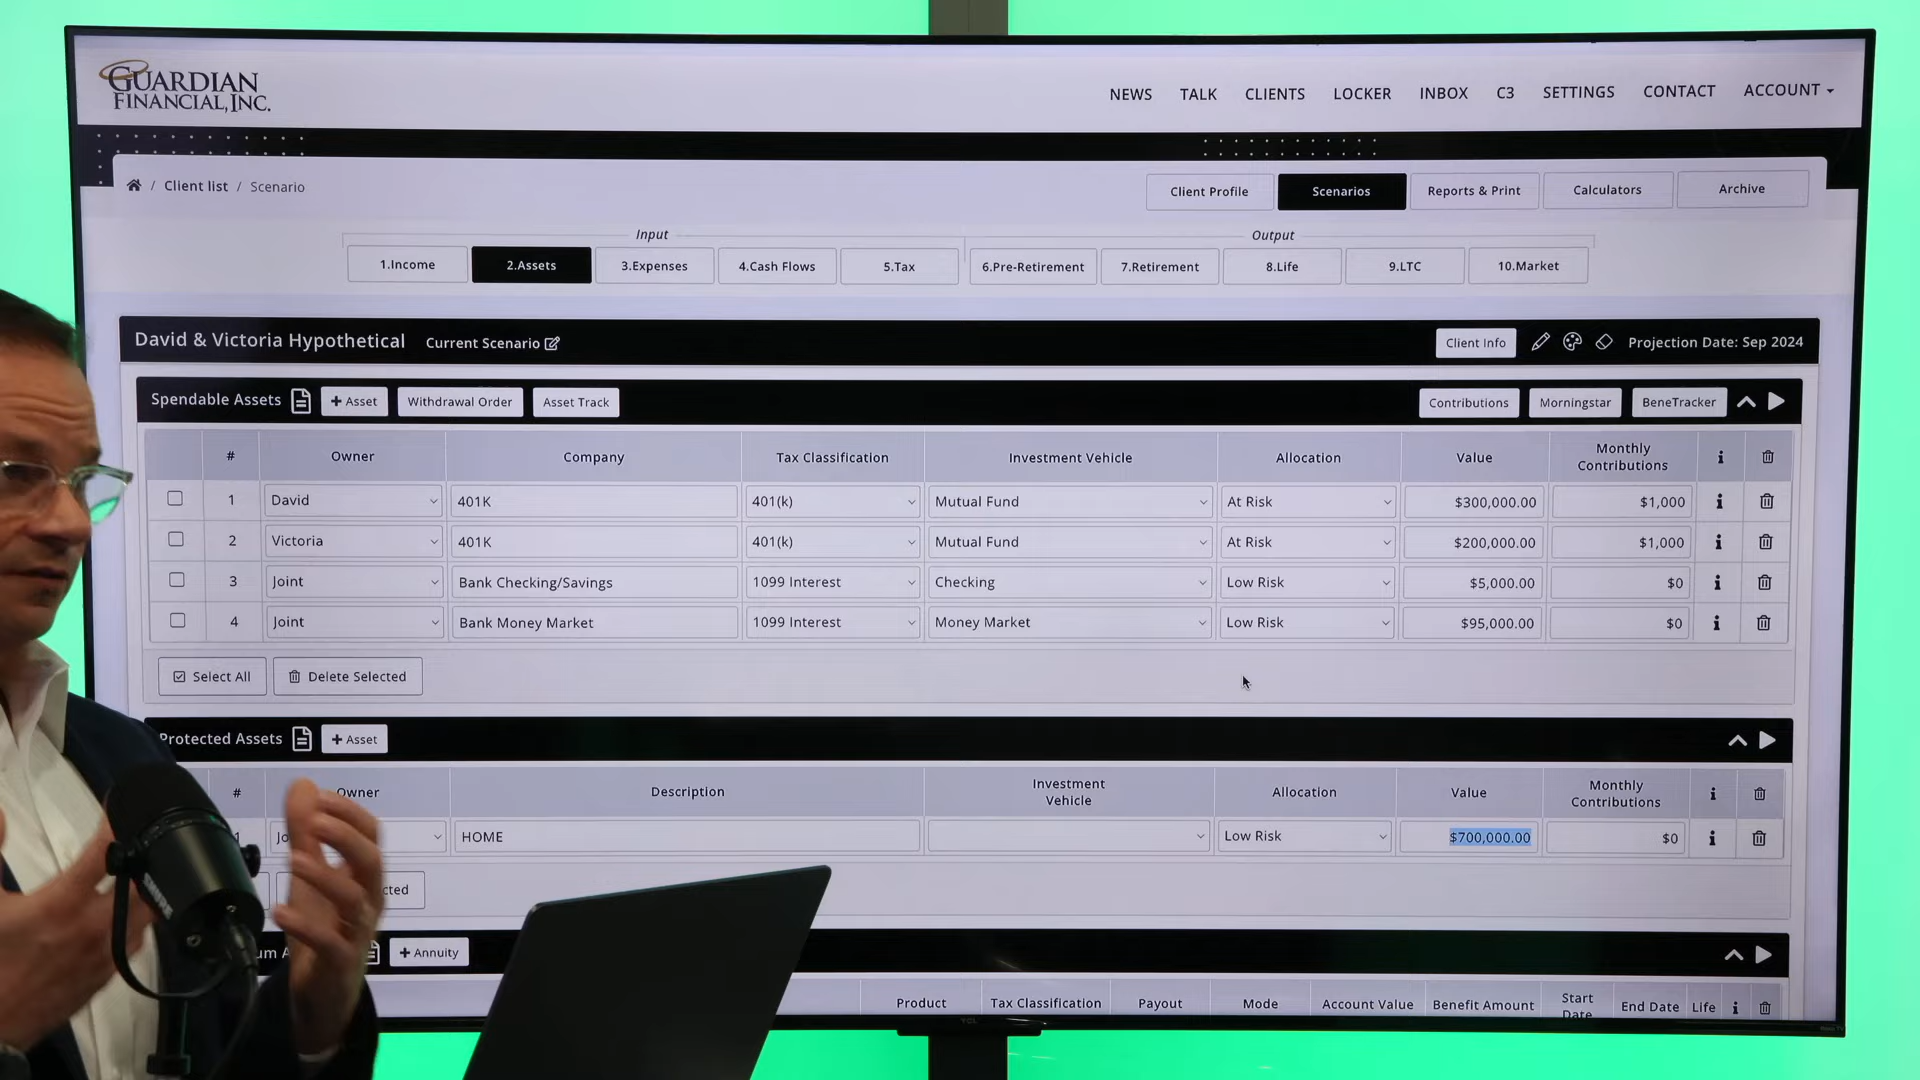 GUARDIAN
FINANCIAL, INC.
NEWS TALK CLIENTS LOCKER INBOX C3 SETTINGS CONTACT ACCOUNT
/ Client list / Scenario
Client Profile Scenarios Reports & Print Calculators Archive
Input Output
1.Income 2.Assets 3.Expenses 4.Cash Flows 5.Tax 6.Pre-Retirement 7.Retirement 8.Life 9.LTC 10.Market
David & Victoria Hypothetical Current Scenario Client Info Projection Date: Sep 2024
Spendable Assets + Asset Withdrawal Order Asset Track Contributions Morningstar BeneTracker
# Owner Company Tax Classification Investment Vehicle Allocation Value Monthly Contributions i
1 David 401K 401(k) Mutual Fund At Risk $300,000.00 $1,000 i
2 Victoria 401K 401(k) Mutual Fund At Risk $200,000.00 $1,000 i
3 Joint Bank Checking/Savings 1099 Interest Checking Low Risk $5,000.00 $0 i
4 Joint Bank Money Market 1099 Interest Money Market Low Risk $95,000.00 $0 i
Select All Delete Selected
Protected Assets + Asset
# Owner Description Investment Vehicle Allocation Value Monthly Contributions i
1 Jo HOME Low Risk $700,000.00 $0 i
cted
um A + Annuity
Product Tax Classification Payout Mode Account Value Benefit Amount Start Date End Date Life i
TCL
SHURE